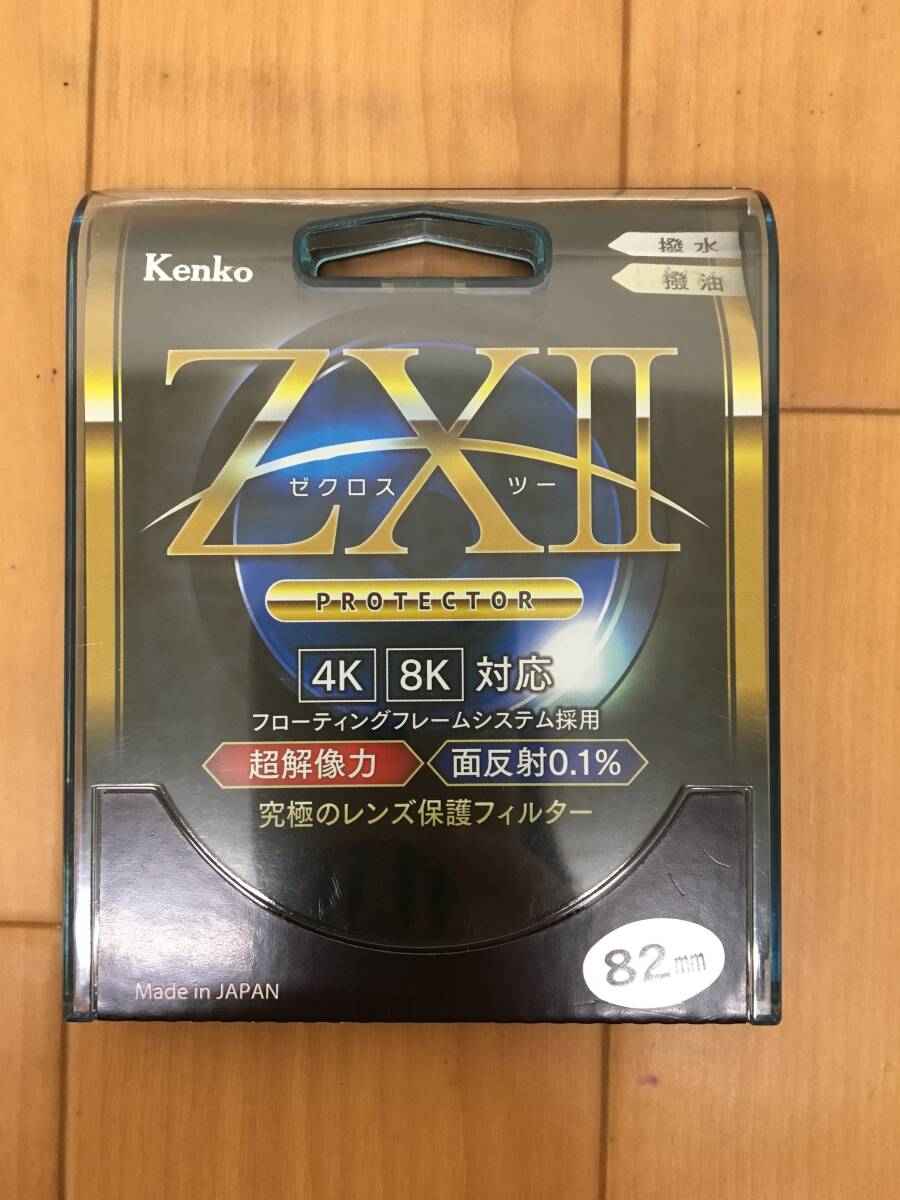 Kenko
撥水
撥油
ZXII
ゼクロス ツー
PROTECTOR
4K 8K 対応
フローティングフレームシステム採用
超解像力 面反射0.1%
究極のレンズ保護フィルター
82mm
Made in JAPAN